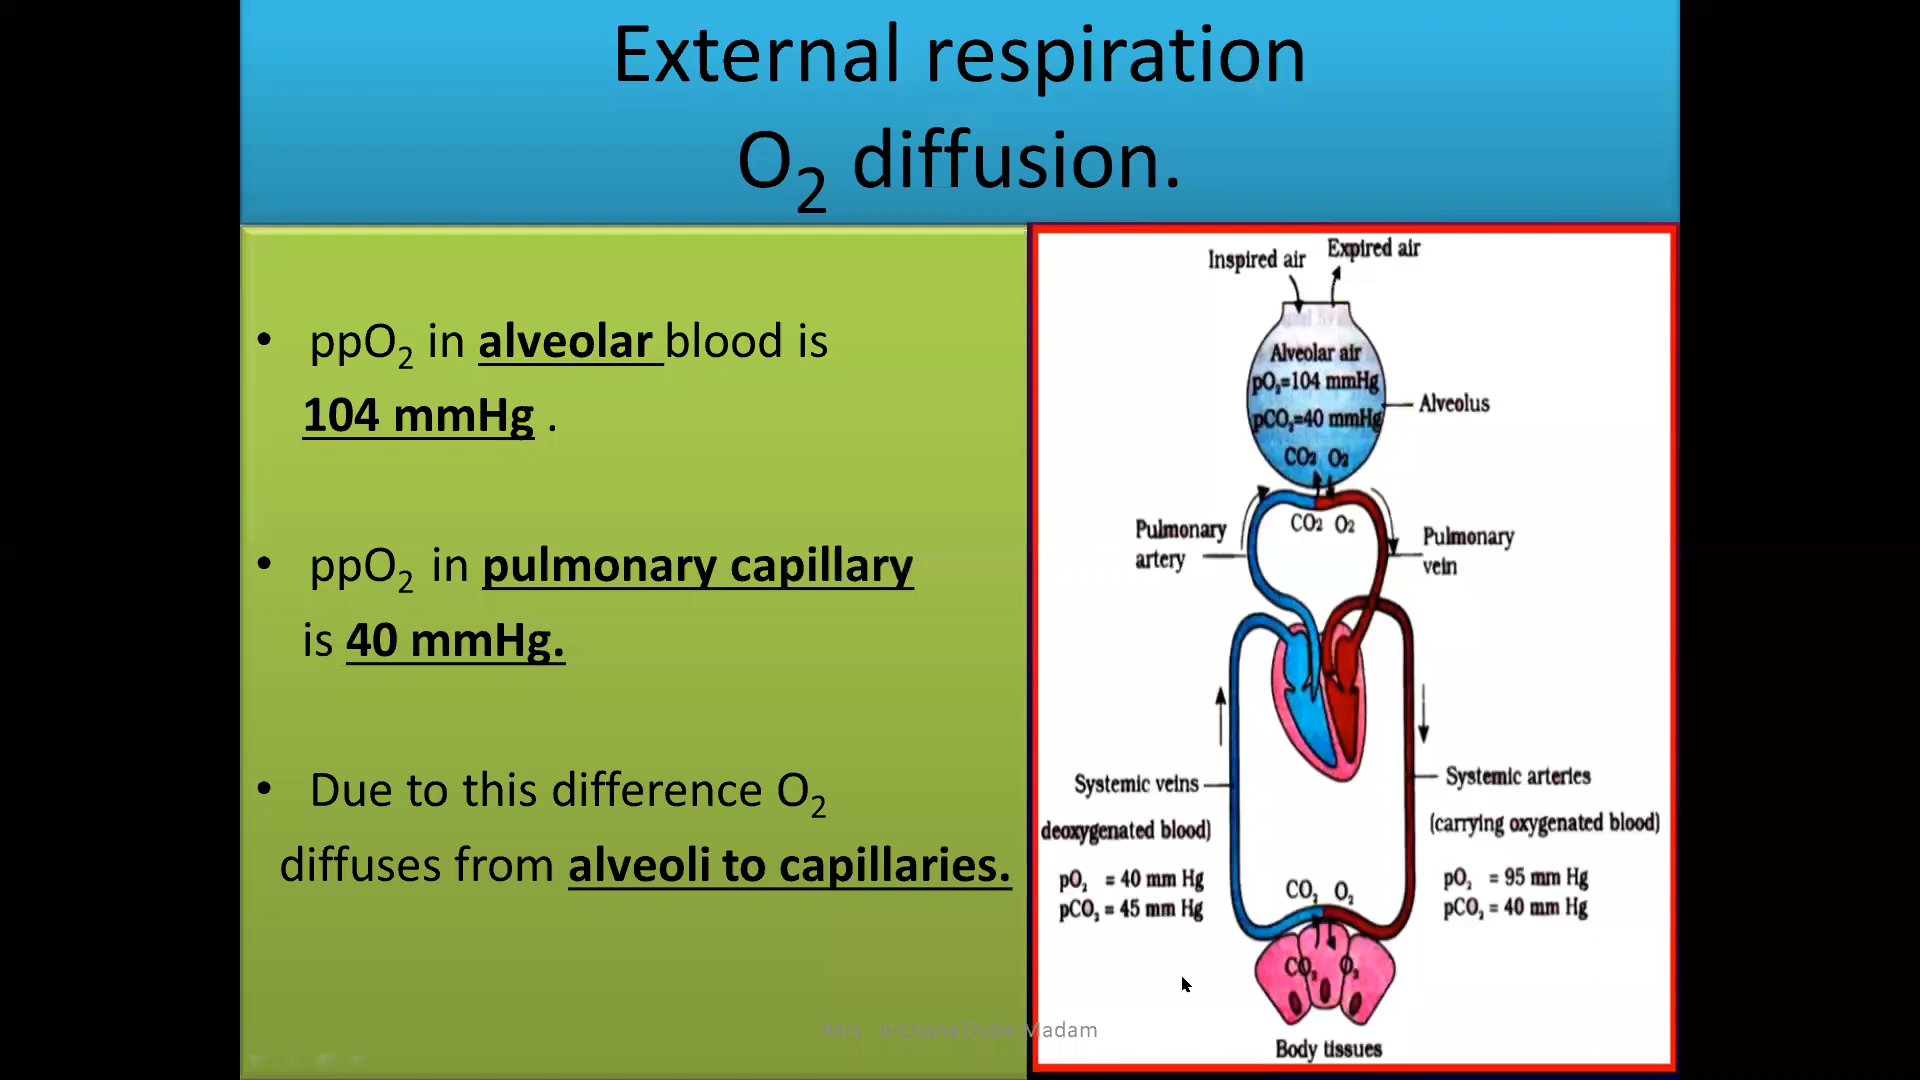 External respiration
O₂ diffusion.
• ppO₂ in alveolar blood is
104 mmHg .
• ppO₂ in pulmonary capillary
is 40 mmHg.
• Due to this difference O₂
diffuses from alveoli to capillaries.
Inspired air
Expired air
Alveolar air
pO₂=104 mmHg
pCO₂=40 mmHg
CO₂ O₂
Alveolus
CO₂ O₂
Pulmonary
artery
Pulmonary
vein
Systemic veins
deoxygenated blood)
pO₂ = 40 mm Hg
pCO₂ = 45 mm Hg
Systemic arteries
(carrying oxygenated blood)
pO₂ = 95 mm Hg
pCO₂ = 40 mm Hg
CO₂ O₂
CO₂ O₂
Body tissues
Mrs. Archana Dube Madam